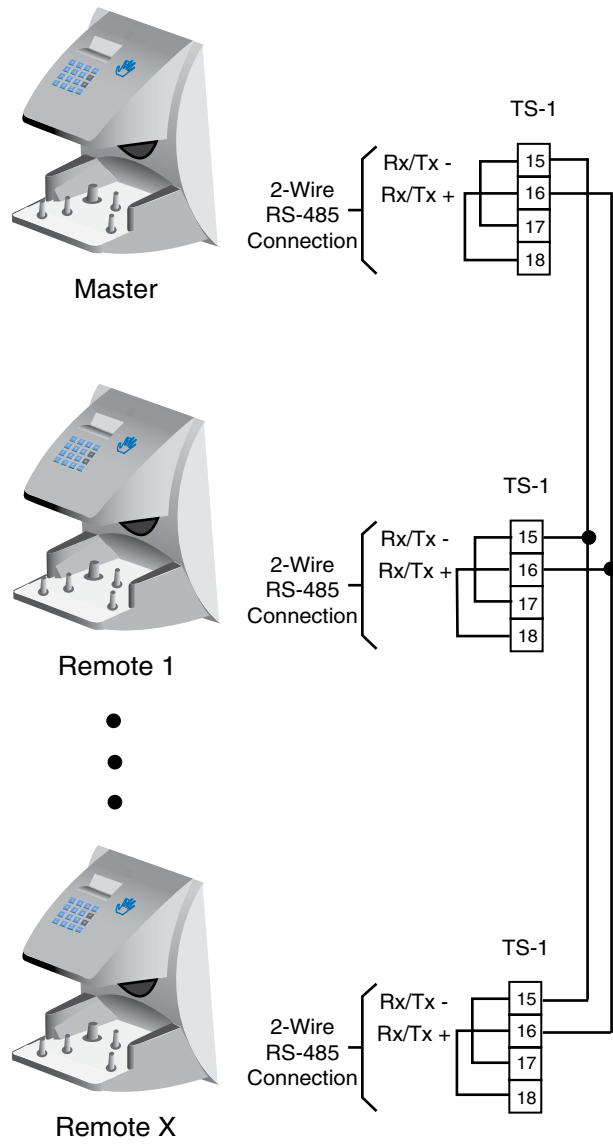 TS-1
Rx/Tx -
15
2-Wire
RS-485
Connection
Rx/Tx +
16
17
18
Master
TS-1
Rx/Tx -
15
2-Wire
RS-485
Connection
Rx/Tx +
16
17
18
Remote 1
TS-1
Rx/Tx -
15
2-Wire
RS-485
Connection
Rx/Tx +
16
17
18
Remote X